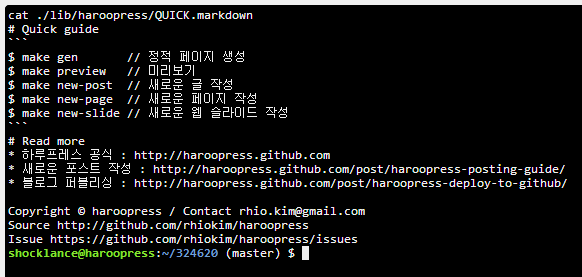 cat ./lib/haroopress/QUICK.markdown
# Quick guide
```
$ make gen       // 정적 페이지 생성
$ make preview   // 미리보기
$ make new-post  // 새로운 글 작성
$ make new-page  // 새로운 페이지 작성
$ make new-slide // 새로운 웹 슬라이드 작성
```
# Read more
* 하루프레스 공식 : http://haroopress.github.com
* 새로운 포스트 작성 : http://haroopress.github.com/post/haroopress-posting-guide/
* 블로그 퍼블리싱 : http://haroopress.github.com/post/haroopress-deploy-to-github/
Copyright © haroopress / Contact rhio.kim@gmail.com
Source http://github.com/rhiokim/haroopress
Issue https://github.com/rhiokim/haroopress/issues
shocklance@haroopress:~/324620 (master) $